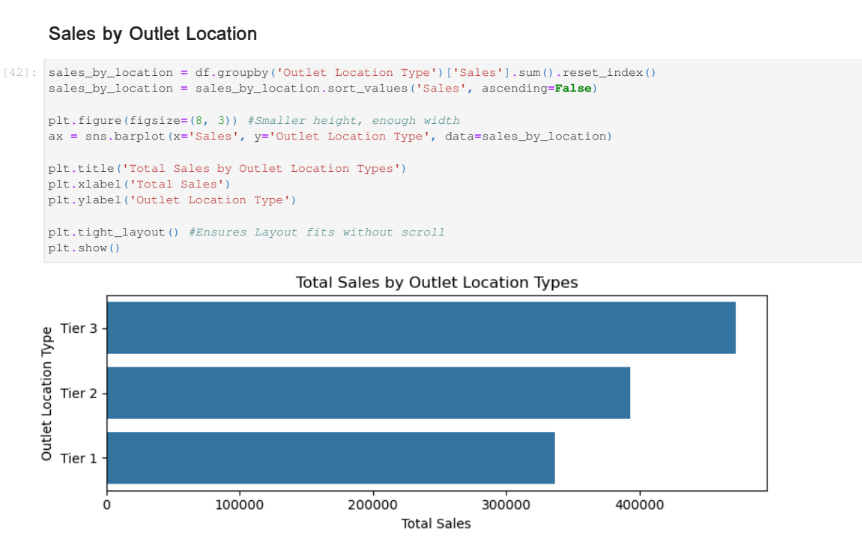 Sales by Outlet Location
[42]: sales_by_location = df.groupby('Outlet Location Type')['Sales'].sum().reset_index()
sales_by_location = sales_by_location.sort_values('Sales', ascending=False)
plt.figure(figsize=(8, 3)) #Smaller height, enough width
ax = sns.barplot(x='Sales', y='Outlet Location Type', data=sales_by_location)
plt.title('Total Sales by Outlet Location Types')
plt.xlabel('Total Sales')
plt.ylabel('Outlet Location Type')
plt.tight_layout() #Ensures Layout fits without scroll
plt.show()
Total Sales by Outlet Location Types
Outlet Location Type
Tier 3
Tier 2
Tier 1
0 100000 200000 300000 400000
Total Sales